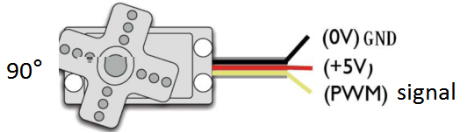 (0V) GND
90° (+5V)
(PWM) signal